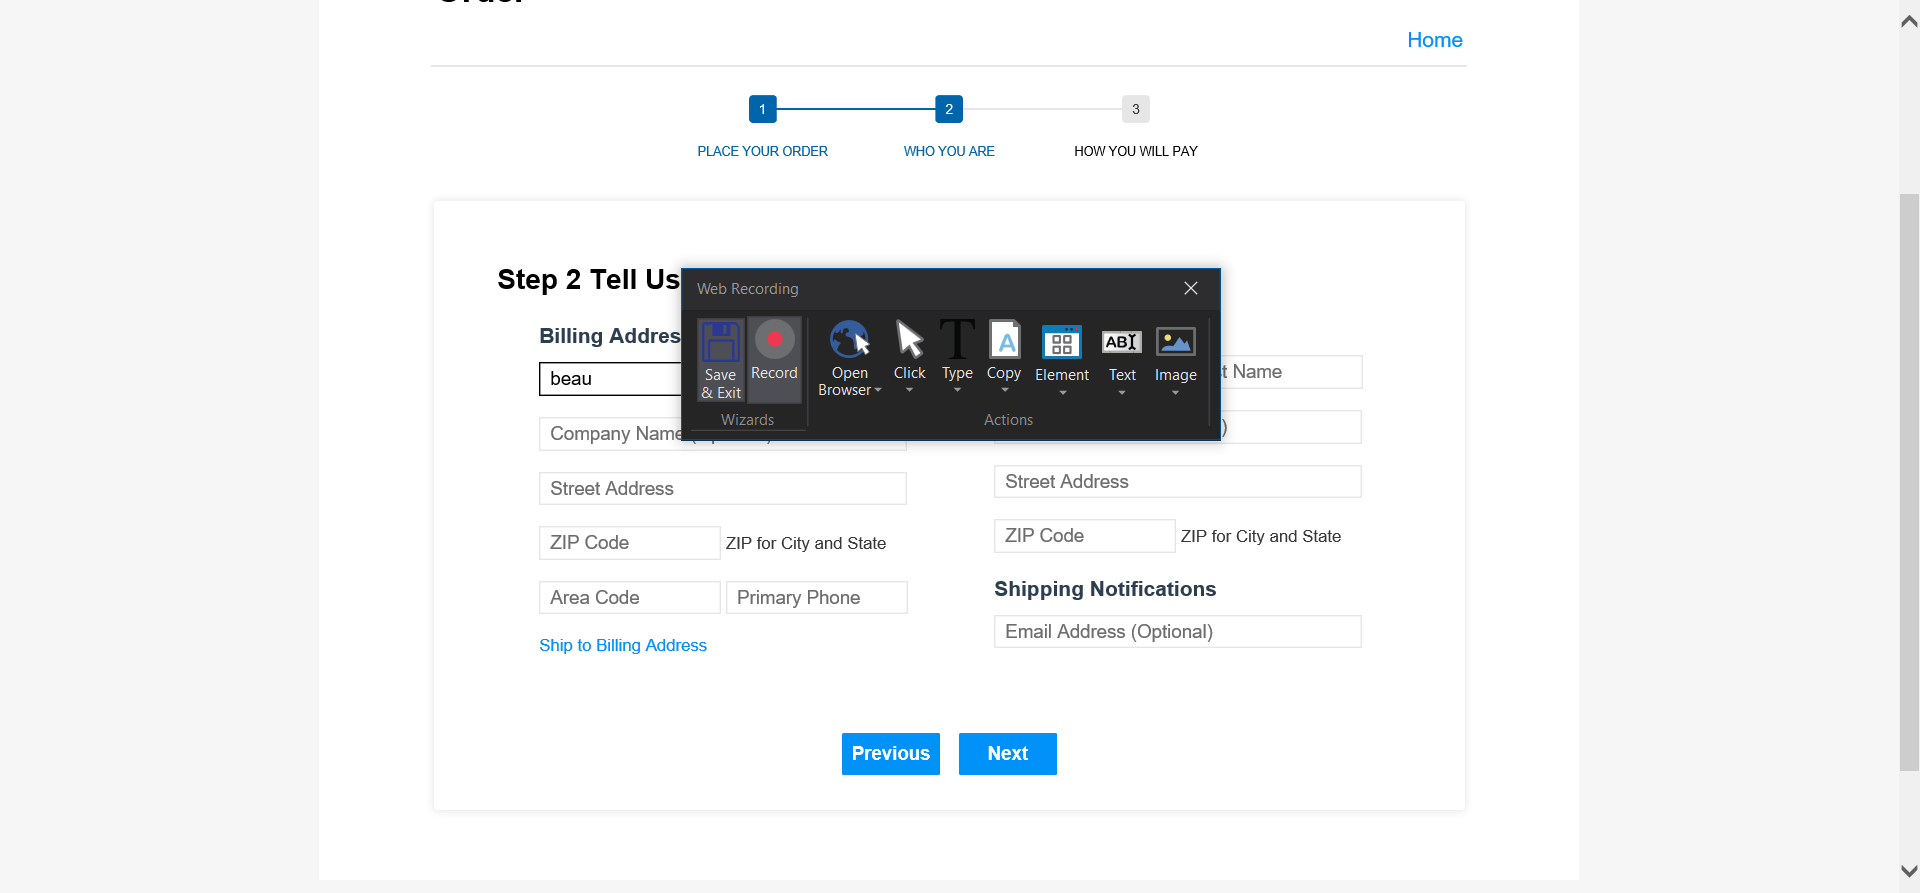 Order
Home
1
2
3
PLACE YOUR ORDER
WHO YOU ARE
HOW YOU WILL PAY
Step 2 Tell Us
Web Recording
Save & Exit
Record
Wizards
Open Browser
Click
Type
Copy
Element
Text
Image
Actions
Billing Addres
beau
Company Name
Street Address
ZIP Code
ZIP for City and State
Area Code
Primary Phone
Ship to Billing Address
t Name
)
Street Address
ZIP Code
ZIP for City and State
Shipping Notifications
Email Address (Optional)
Previous
Next